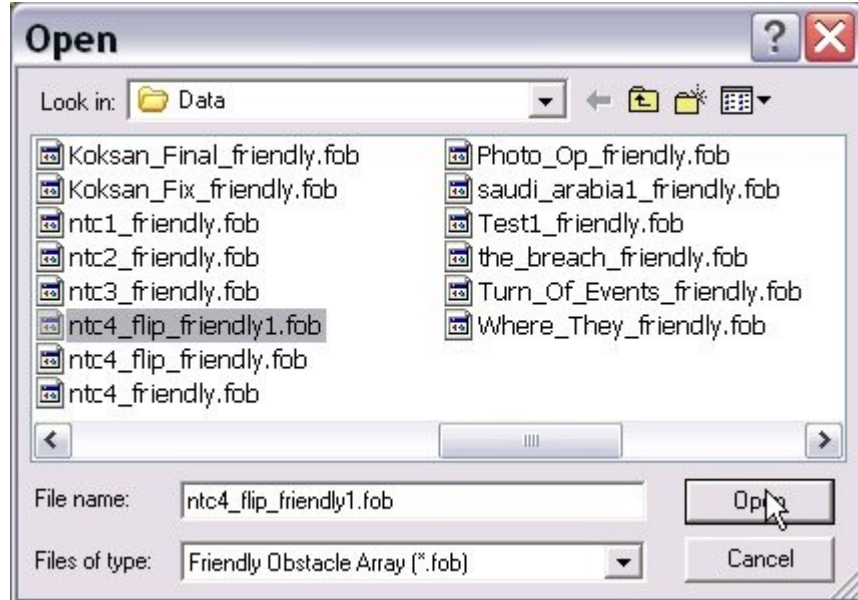 Open
Look in: Data
Koksan_Final_friendly.fob
Koksan_Fix_friendly.fob
ntc1_friendly.fob
ntc2_friendly.fob
ntc3_friendly.fob
ntc4_flip_friendly1.fob
ntc4_flip_friendly.fob
ntc4_friendly.fob
Photo_Op_friendly.fob
saudi_arabia1_friendly.fob
Test1_friendly.fob
the_breach_friendly.fob
Turn_Of_Events_friendly.fob
Where_They_friendly.fob
File name: ntc4_flip_friendly1.fob
Open
Files of type: Friendly Obstacle Array (*.fob)
Cancel